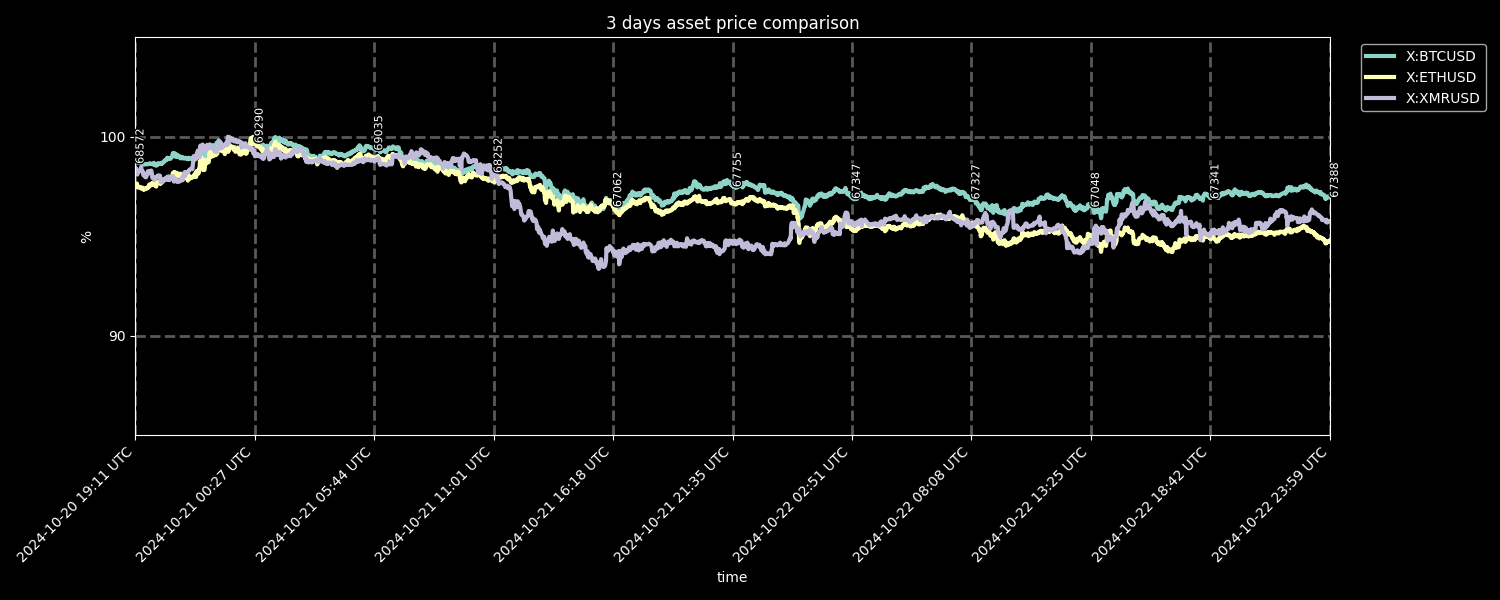 3 days asset price comparison
X:BTCUSD
X:ETHUSD
X:XMRUSD
100
90
%
68572
69290
69035
68252
67062
67755
67347
67327
67048
67341
67388
2024-10-20 19:11 UTC
2024-10-21 00:27 UTC
2024-10-21 05:44 UTC
2024-10-21 11:01 UTC
2024-10-21 16:18 UTC
2024-10-21 21:35 UTC
2024-10-22 02:51 UTC
2024-10-22 08:08 UTC
2024-10-22 13:25 UTC
2024-10-22 18:42 UTC
2024-10-22 23:59 UTC
time